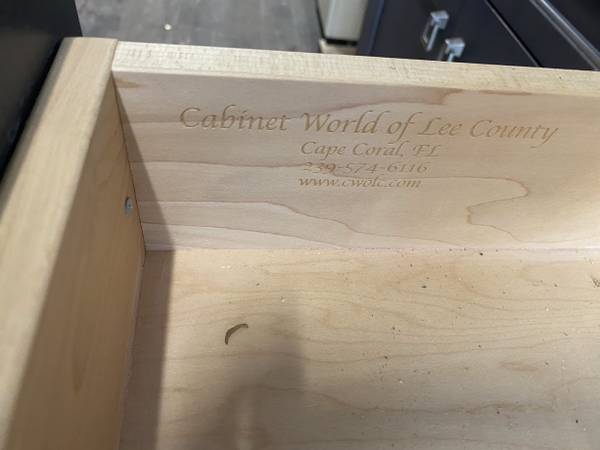 Cabinet World of Lee County
Cape Coral, FL
239-574-6116
www.cwolc.com